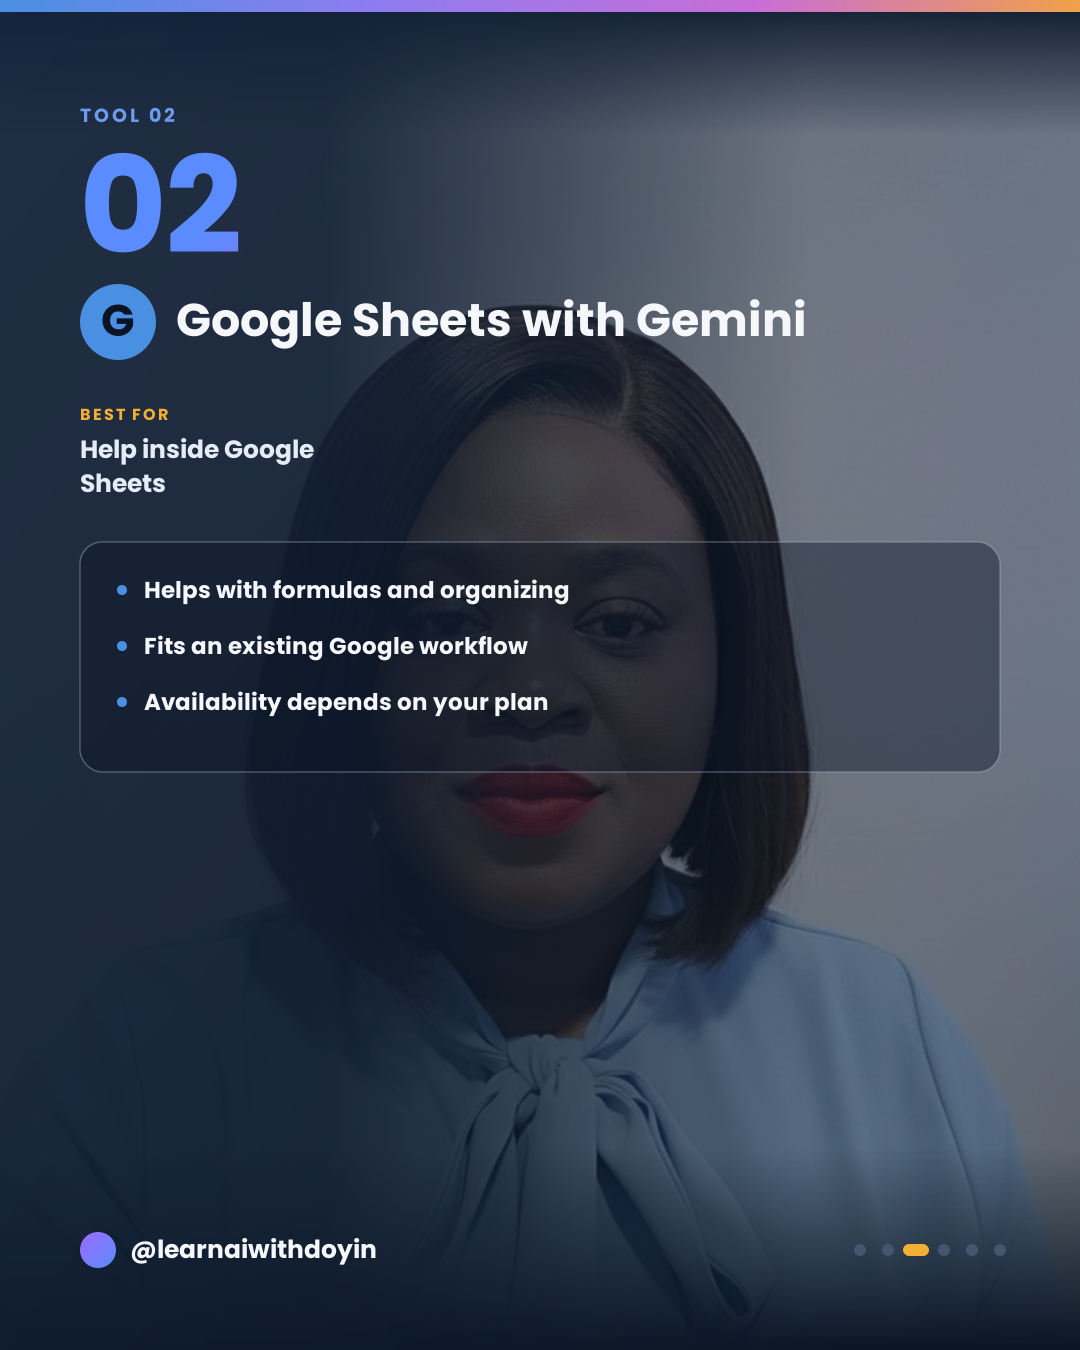 TOOL 02
02
G Google Sheets with Gemini
BEST FOR
Help inside Google
Sheets
Helps with formulas and organizing
Fits an existing Google workflow
Availability depends on your plan
@learnaiwithdoyin